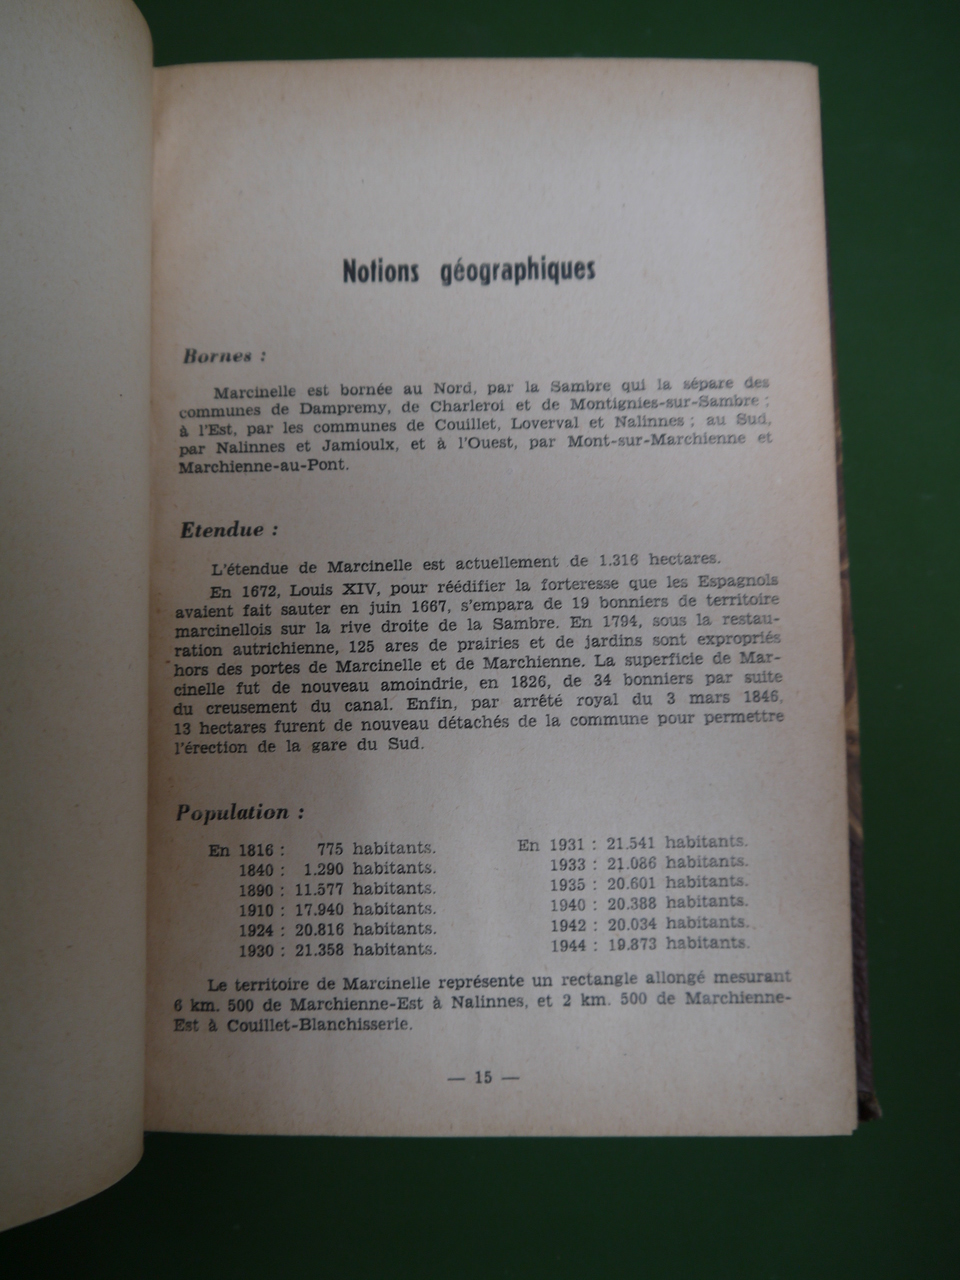 Notions géographiques
Bornes :
Marcinelle est bornée au Nord, par la Sambre qui la sépare des
communes de Dampremy, de Charleroi et de Montignies-sur-Sambre ;
à l'Est, par les communes de Couillet, Loverval et Nalinnes ; au Sud,
par Nalinnes et Jamioulx, et à l'Ouest, par Mont-sur-Marchienne et
Marchienne-au-Pont.
Etendue :
L'étendue de Marcinelle est actuellement de 1.316 hectares.
En 1672, Louis XIV, pour réédifier la forteresse que les Espagnols
avaient fait sauter en juin 1667, s'empara de 19 bonniers de territoire
marcinellois sur la rive droite de la Sambre. En 1794, sous la restau-
ration autrichienne, 125 ares de prairies et de jardins sont expropriés
hors des portes de Marcinelle et de Marchienne. La superficie de Mar-
cinelle fut de nouveau amoindrie, en 1826, de 34 bonniers par suite
du creusement du canal. Enfin, par arrêté royal du 3 mars 1846,
13 hectares furent de nouveau détachés de la commune pour permettre
l'érection de la gare du Sud.
Population :
En 1816 : 775 habitants.
1840 : 1.290 habitants.
1890 : 11.577 habitants.
1910 : 17.940 habitants.
1924 : 20.816 habitants.
1930 : 21.358 habitants.
En 1931 : 21.541 habitants.
1933 : 21.086 habitants.
1935 : 20.601 habitants.
1940 : 20.388 habitants.
1942 : 20.034 habitants.
1944 : 19.873 habitants.
Le territoire de Marcinelle représente un rectangle allongé mesurant
6 km. 500 de Marchienne-Est à Nalinnes, et 2 km. 500 de Marchienne-
Est à Couillet-Blanchisserie.
— 15 —